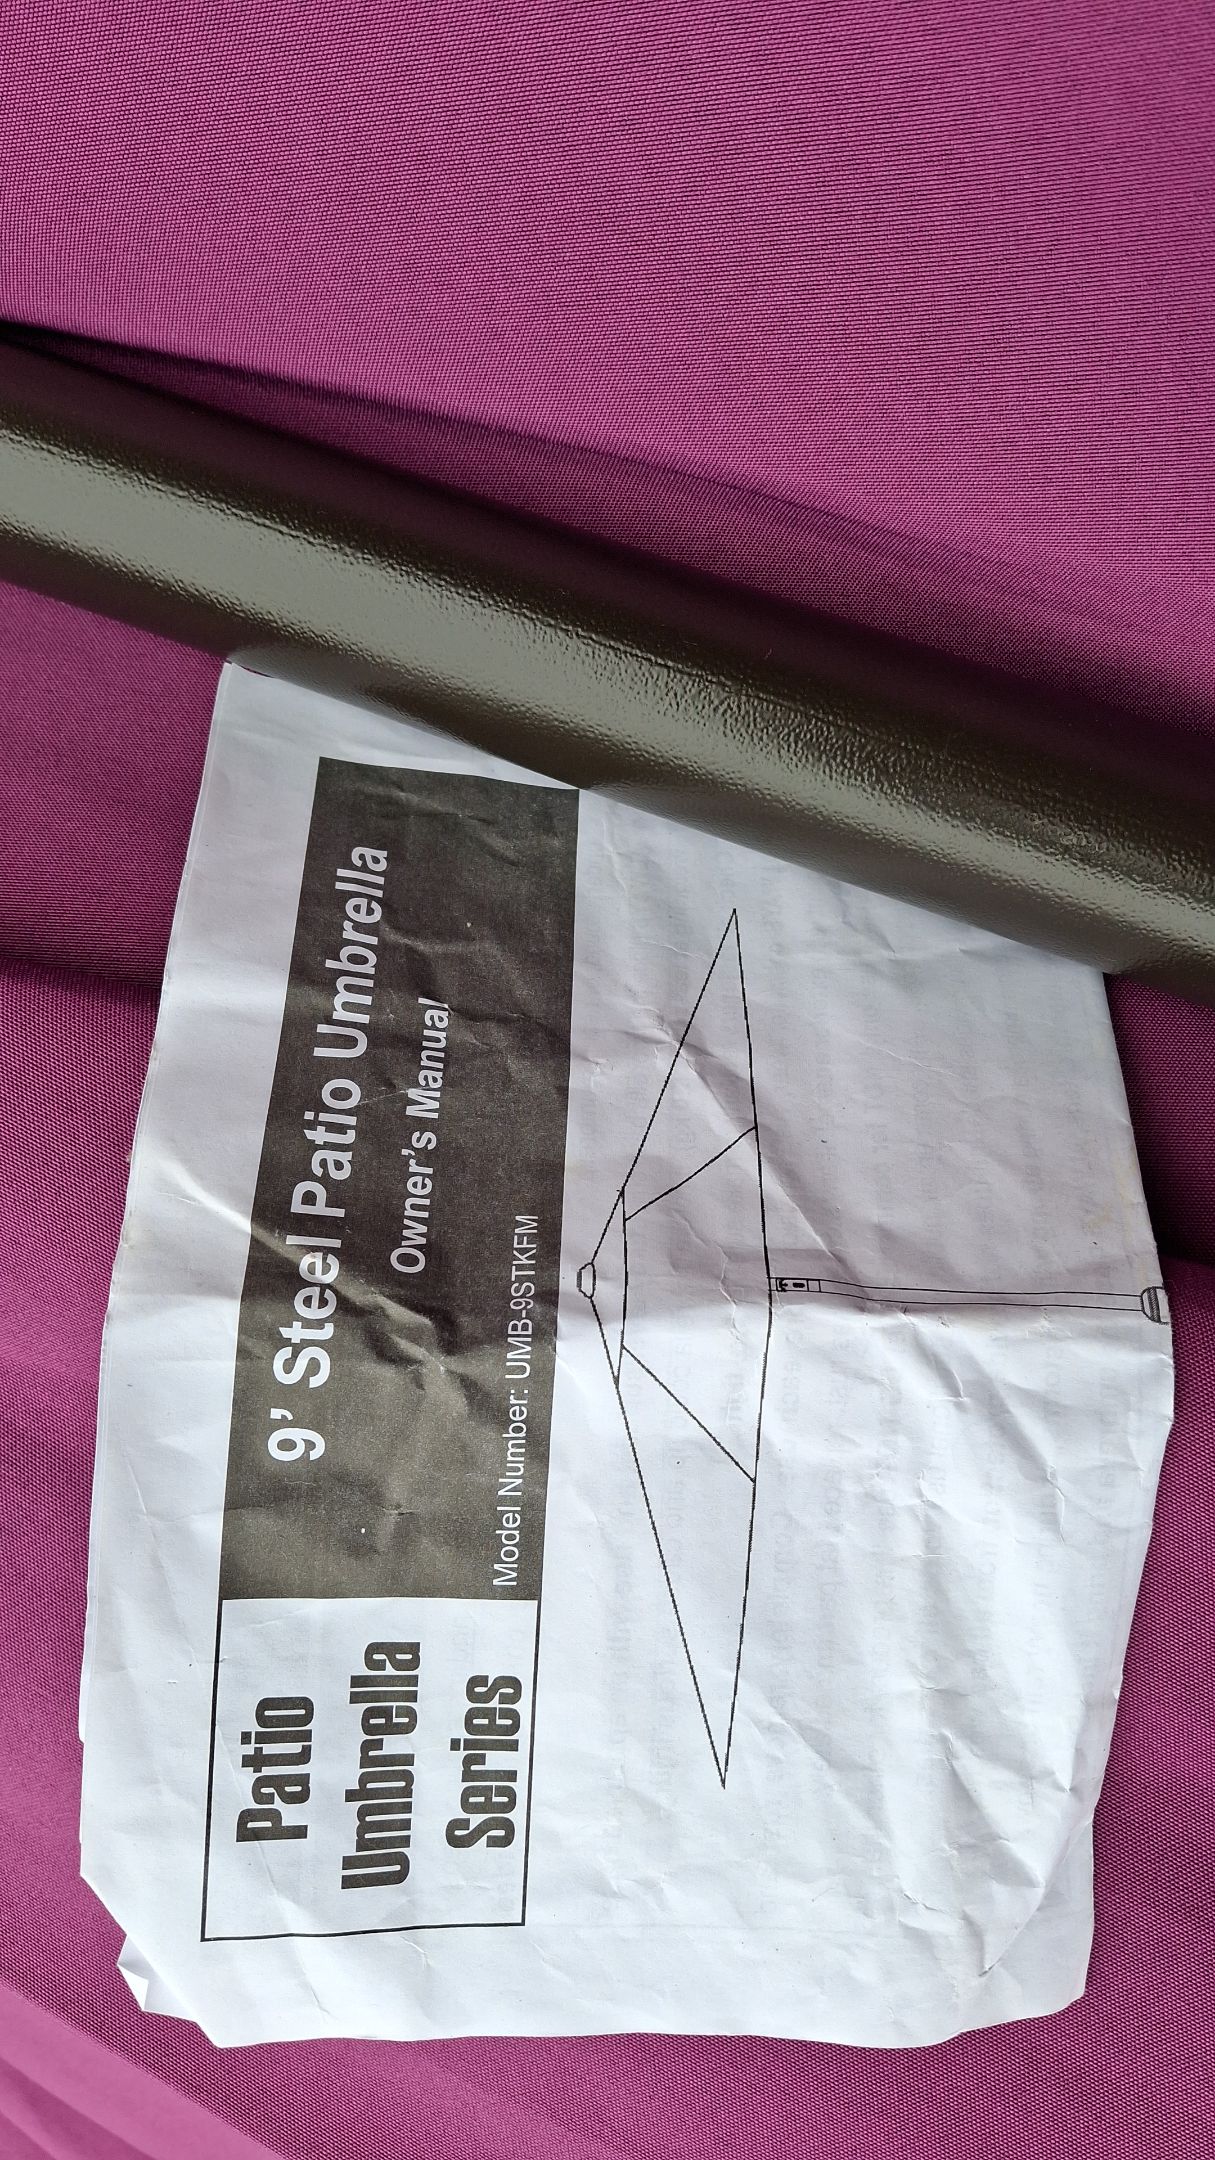 Patio
Umbrella
Series
9' Steel Patio Umbrella
Owner's Manual
Model Number: UMB-9STKFM